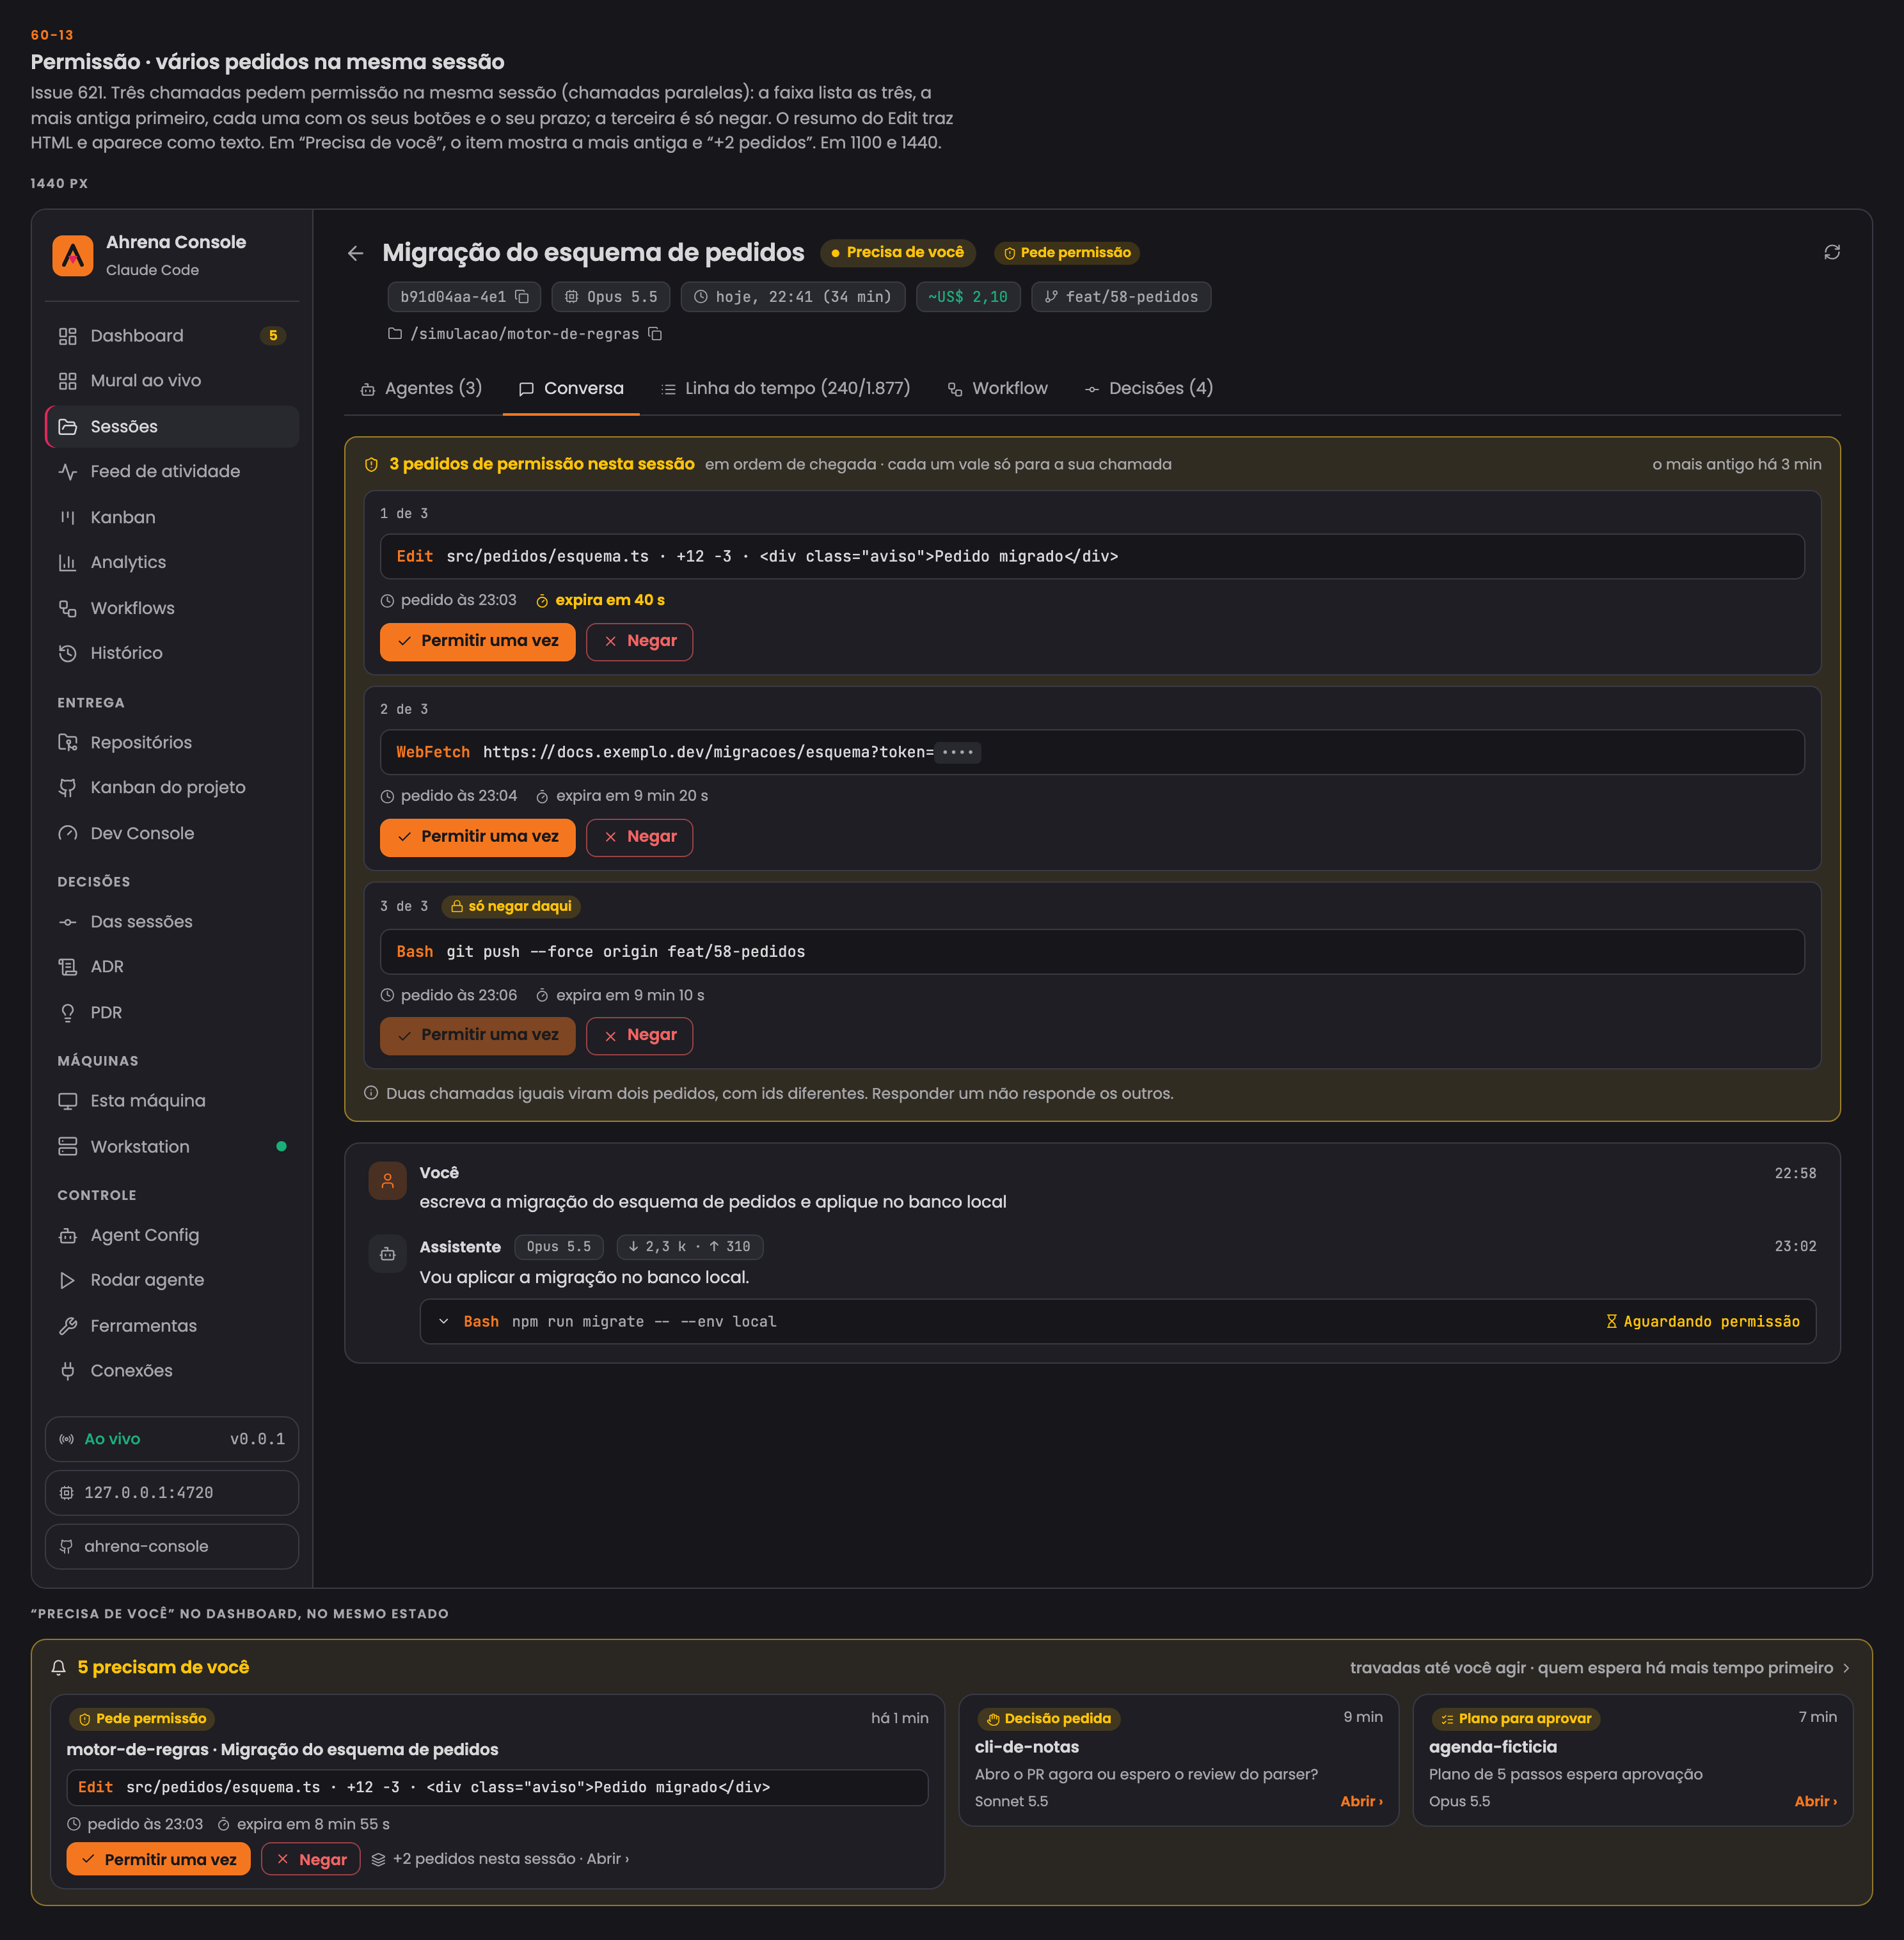 60-13
Permissão · vários pedidos na mesma sessão
Issue 621. Três chamadas pedem permissão na mesma sessão (chamadas paralelas): a faixa lista as três, a
mais antiga primeiro, cada uma com os seus botões e o seu prazo; a terceira é só negar. O resumo do Edit traz
HTML e aparece como texto. Em “Precisa de você”, o item mostra a mais antiga e “+2 pedidos”. Em 1100 e 1440.
1440 PX
Ahrena Console
Claude Code
Dashboard 5
Mural ao vivo
Sessões
Feed de atividade
Kanban
Analytics
Workflows
Histórico
ENTREGA
Repositórios
Kanban do projeto
Dev Console
DECISÕES
Das sessões
ADR
PDR
MÁQUINAS
Esta máquina
Workstation
CONTROLE
Agent Config
Rodar agente
Ferramentas
Conexões
Ao vivo v0.0.1
127.0.0.1:4720
ahrena-console
Migração do esquema de pedidos Precisa de você Pede permissão
b91d04aa-4e1 Opus 5.5 hoje, 22:41 (34 min) ~US$ 2,10 feat/58-pedidos
/simulacao/motor-de-regras
Agentes (3) Conversa Linha do tempo (240/1.877) Workflow Decisões (4)
3 pedidos de permissão nesta sessão em ordem de chegada · cada um vale só para a sua chamada o mais antigo há 3 min
1 de 3
Edit src/pedidos/esquema.ts · +12 -3 · <div class="aviso">Pedido migrado</div>
pedido às 23:03 expira em 40 s
Permitir uma vez Negar
2 de 3
WebFetch https://docs.exemplo.dev/migracoes/esquema?token=••••
pedido às 23:04 expira em 9 min 20 s
Permitir uma vez Negar
3 de 3 só negar daqui
Bash git push --force origin feat/58-pedidos
pedido às 23:06 expira em 9 min 10 s
Permitir uma vez Negar
Duas chamadas iguais viram dois pedidos, com ids diferentes. Responder um não responde os outros.
Você 22:58
escreva a migração do esquema de pedidos e aplique no banco local
Assistente Opus 5.5 ↓ 2,3 k · ↑ 310 23:02
Vou aplicar a migração no banco local.
Bash npm run migrate -- --env local Aguardando permissão
“PRECISA DE VOCÊ” NO DASHBOARD, NO MESMO ESTADO
5 precisam de você travadas até você agir · quem espera há mais tempo primeiro ›
Pede permissão há 1 min
motor-de-regras · Migração do esquema de pedidos
Edit src/pedidos/esquema.ts · +12 -3 · <div class="aviso">Pedido migrado</div>
pedido às 23:03 expira em 8 min 55 s
Permitir uma vez Negar +2 pedidos nesta sessão · Abrir ›
Decisão pedida 9 min
cli-de-notas
Abro o PR agora ou espero o review do parser?
Sonnet 5.5 Abrir ›
Plano para aprovar 7 min
agenda-ficticia
Plano de 5 passos espera aprovação
Opus 5.5 Abrir ›